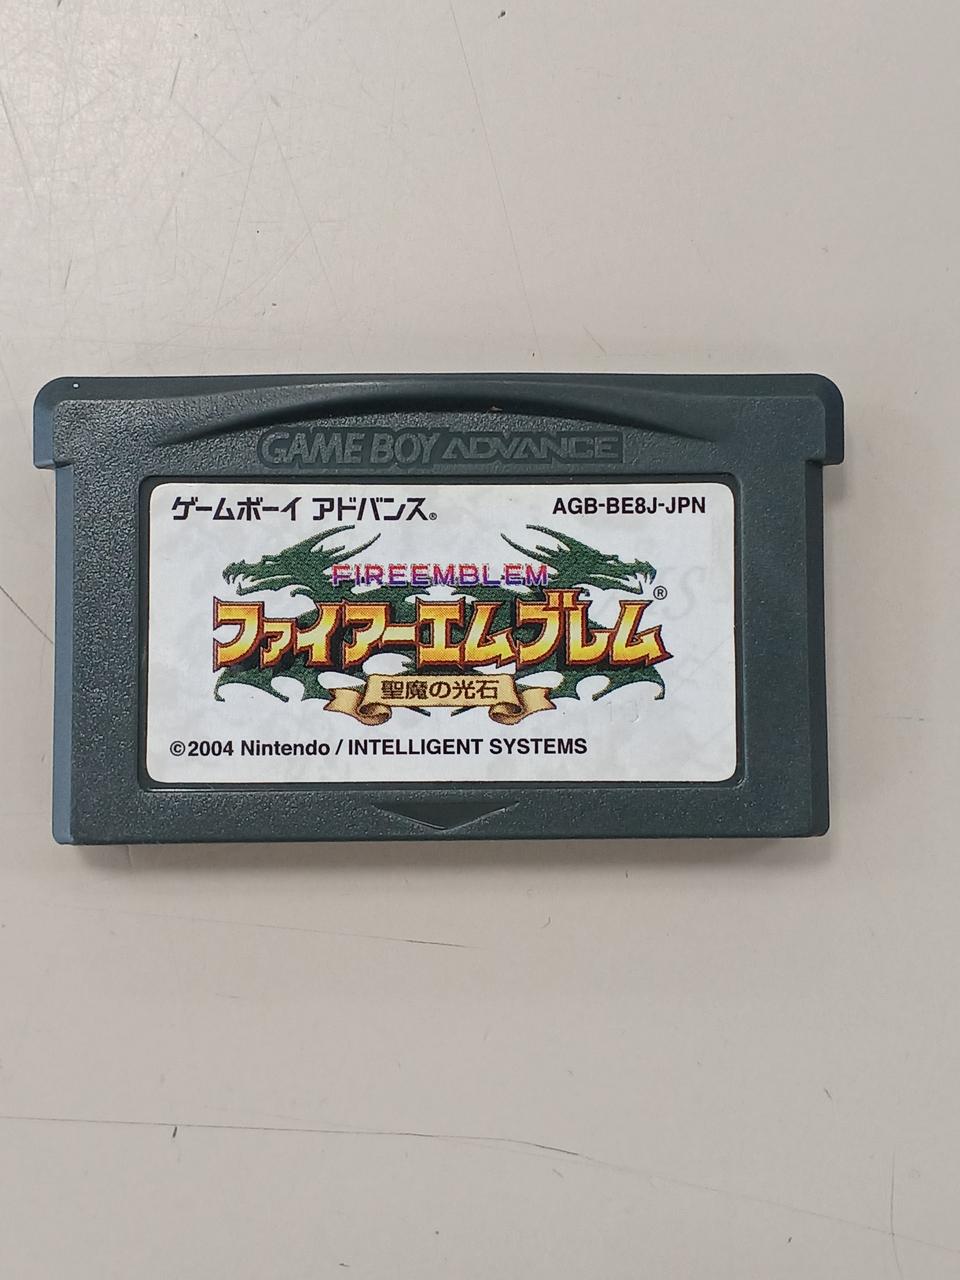 GAME BOY ADVANCE
ゲームボーイ アドバンス®
AGB-BE8J-JPN
FIREEMBLEM
ファイアーエムブレム®
聖魔の光石
©2004 Nintendo / INTELLIGENT SYSTEMS